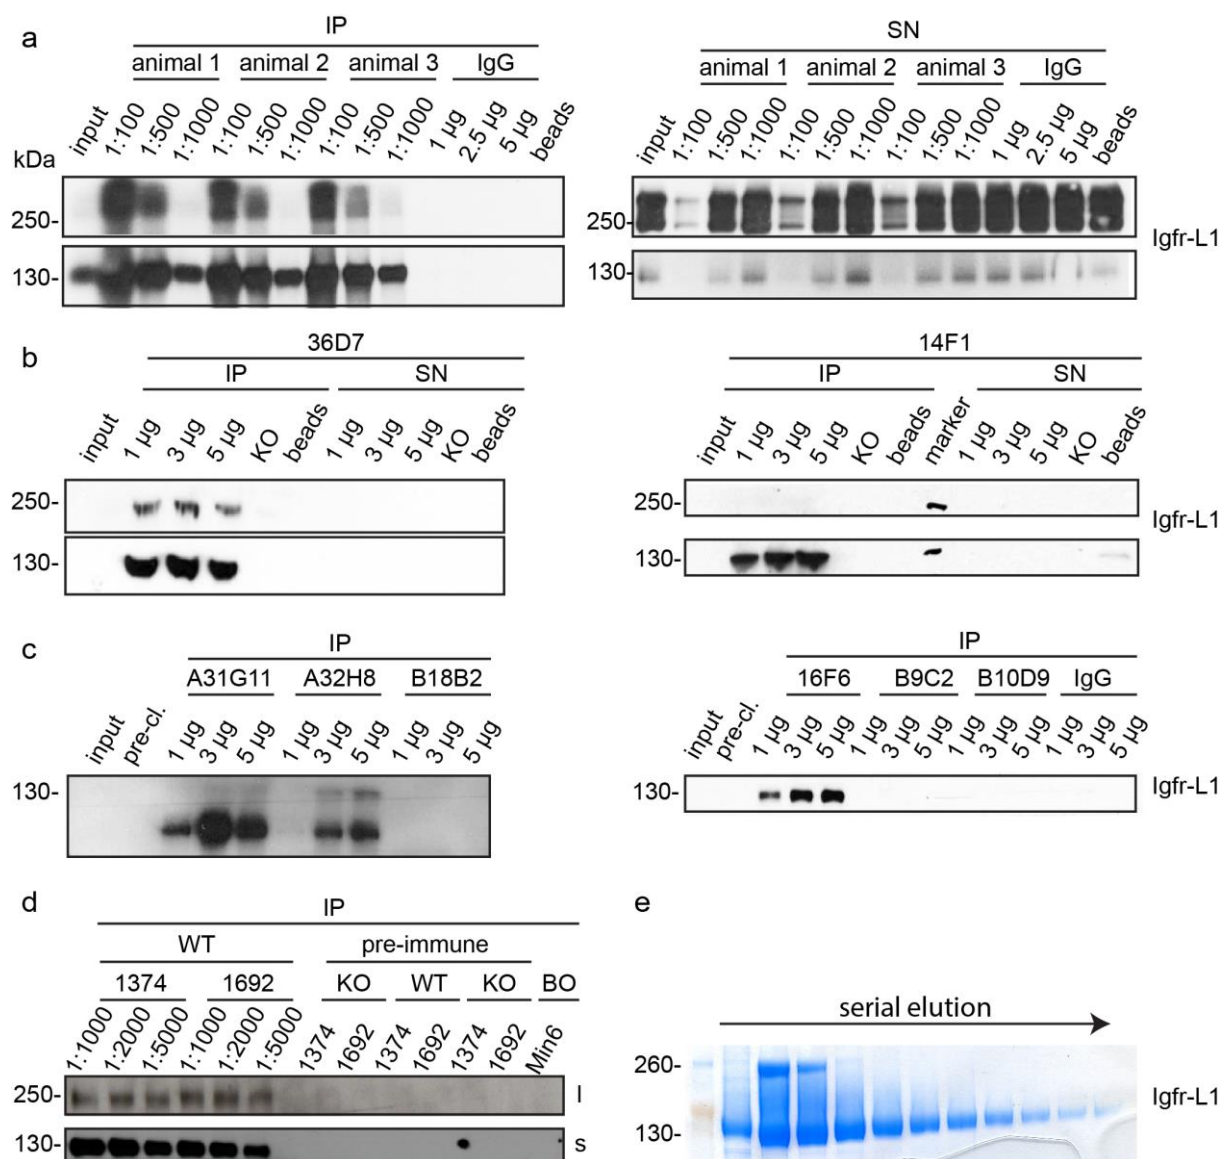 a
IP
animal 1 animal 2 animal 3 IgG
kDa input 1:100 1:500 1:1000 1:100 1:500 1:1000 1:100 1:500 1:1000 1 µg 2.5 µg 5 µg beads
250-
130-
SN
animal 1 animal 2 animal 3 IgG
input 1:100 1:500 1:1000 1:100 1:500 1:1000 1:100 1:500 1:1000 1 µg 2.5 µg 5 µg beads
250-
Igfr-L1
130-
b
36D7
IP SN
input 1 µg 3 µg 5 µg KO beads 1 µg 3 µg 5 µg KO beads
250-
130-
14F1
IP SN
input 1 µg 3 µg 5 µg KO beads marker 1 µg 3 µg 5 µg KO beads
250-
Igfr-L1
130-
c
IP
A31G11 A32H8 B18B2
input pre-cl. 1 µg 3 µg 5 µg 1 µg 3 µg 5 µg 1 µg 3 µg 5 µg
130-
IP
16F6 B9C2 B10D9 IgG
input pre-cl. 1 µg 3 µg 5 µg 1 µg 3 µg 5 µg 1 µg 3 µg 5 µg 1 µg 3 µg 5 µg
130-
Igfr-L1
d
IP
WT pre-immune
1374 1692 KO WT KO BO
1:1000 1:2000 1:5000 1:1000 1:2000 1:5000 1374 1692 1374 1692 1374 1692 Min6
250- l
130- s
e
serial elution
260-
Igfr-L1
130-